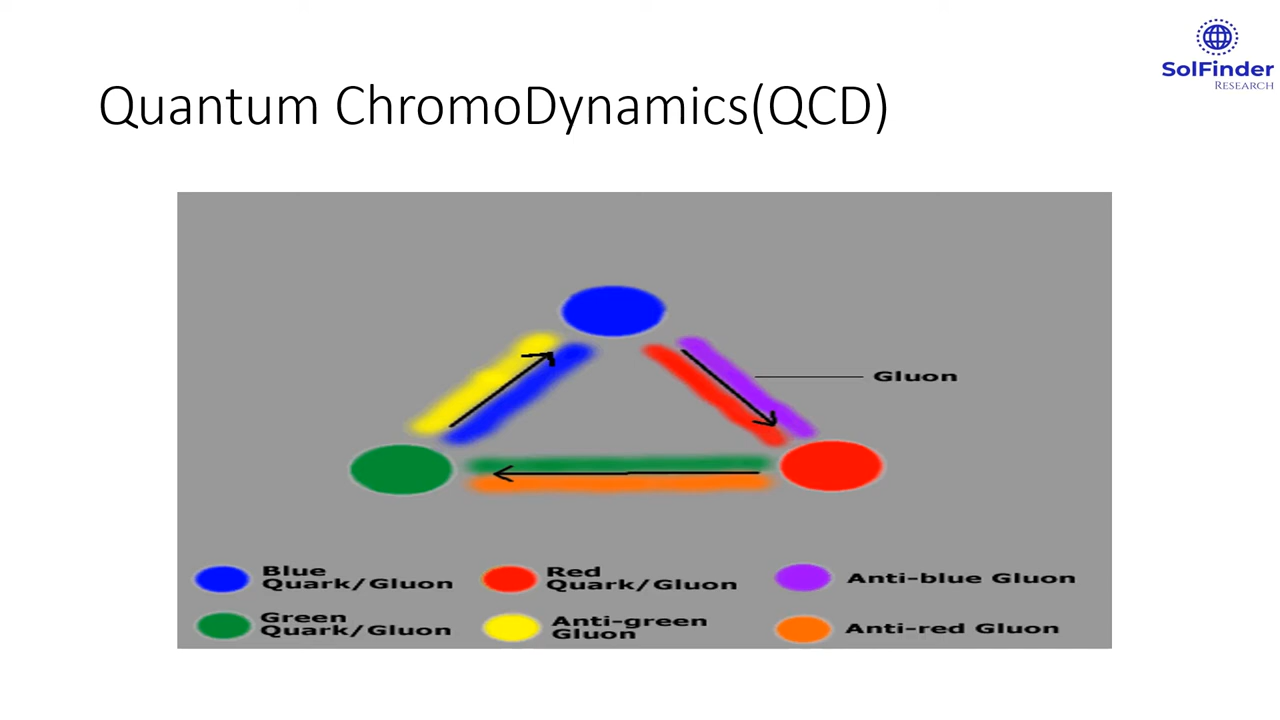 SolFinder
RESEARCH
Quantum ChromoDynamics(QCD)
Gluon
Blue
Quark/Gluon
Red
Quark/Gluon
Anti-blue Gluon
Green
Quark/Gluon
Anti-green
Gluon
Anti-red Gluon